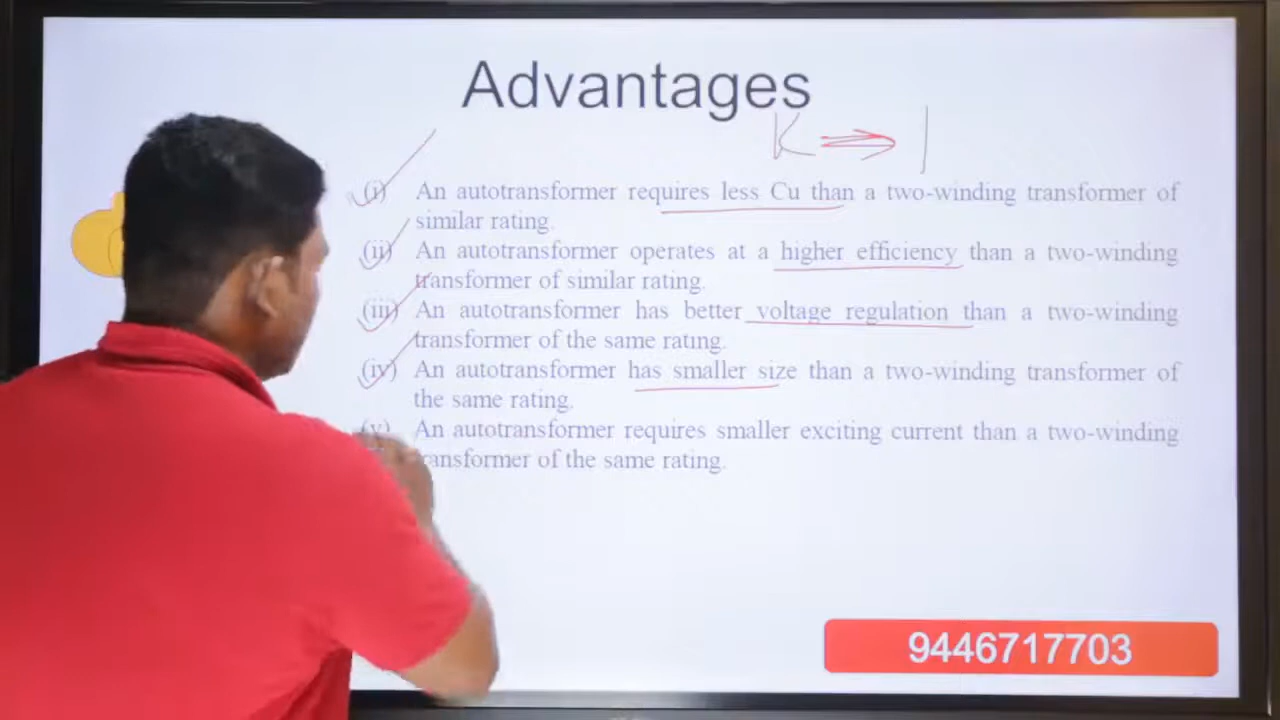 Advantages
K ⇒ 1
(i) An autotransformer requires less Cu than a two-winding transformer of
similar rating.
(ii) An autotransformer operates at a higher efficiency than a two-winding
transformer of similar rating.
(iii) An autotransformer has better voltage regulation than a two-winding
transformer of the same rating.
(iv) An autotransformer has smaller size than a two-winding transformer of
the same rating.
(v) An autotransformer requires smaller exciting current than a two-winding
ransformer of the same rating.
9446717703